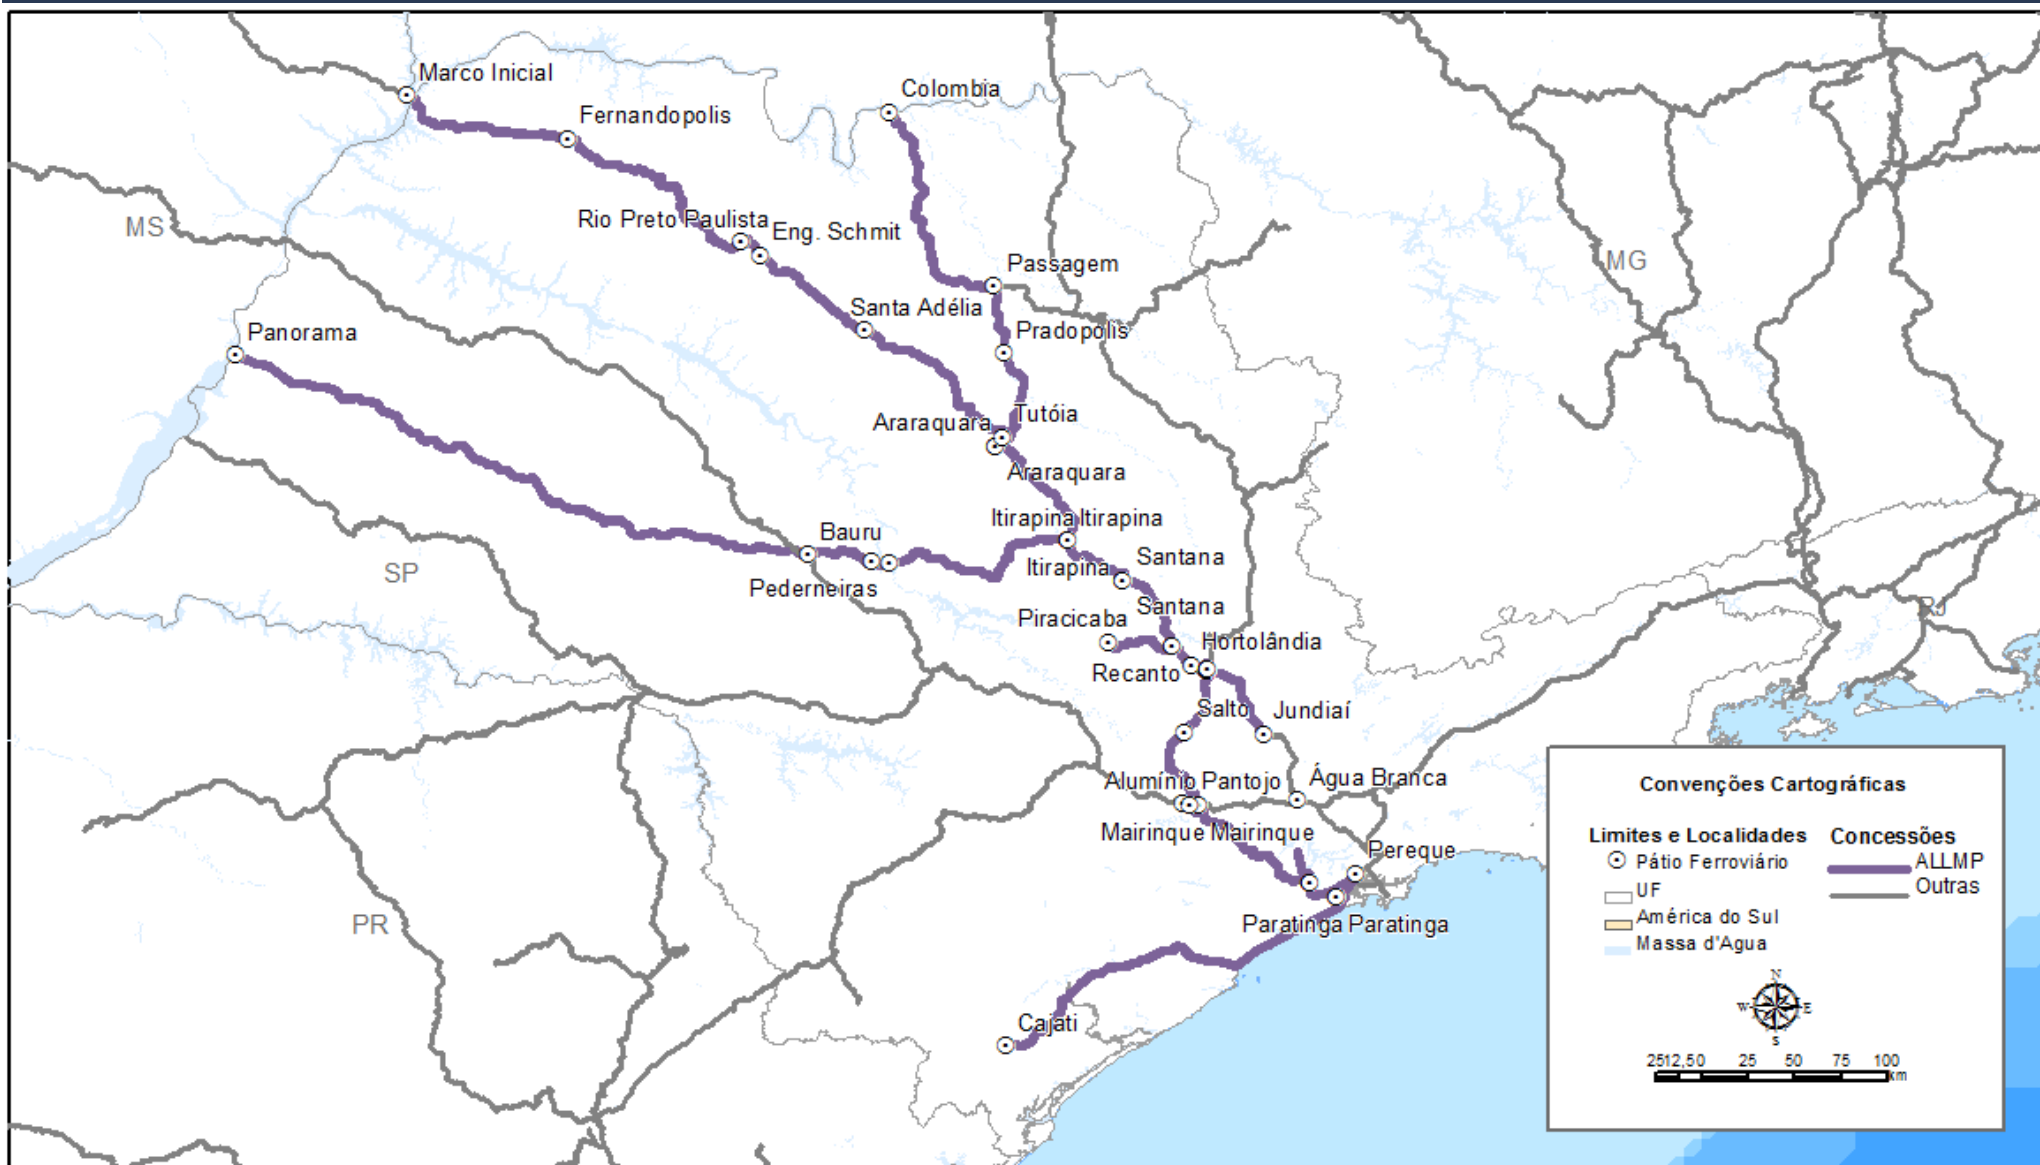 Marco Inicial
Colombia
Fernandopolis
Rio Preto Paulista
Eng. Schmit
MS
MG
Passagem
Santa Adélia
Panorama
Pradopolis
Araraquara
Tutóia
Araraquara
Itirapina Itirapina
Bauru
Itirapina
Santana
SP
Pederneiras
Santana
Piracicaba
RJ
Hortolândia
Recanto
Salto
Jundiaí
Alumínio Pantojo
Água Branca
Mairinque Mairinque
Pereque
PR
Paratinga Paratinga
Cajati
Convenções Cartográficas
Limites e Localidades
Concessões
Pátio Ferroviário
ALLMP
UF
Outras
América do Sul
Massa d'Agua
N
W
E
S
2512,50 25 50 75 100
km